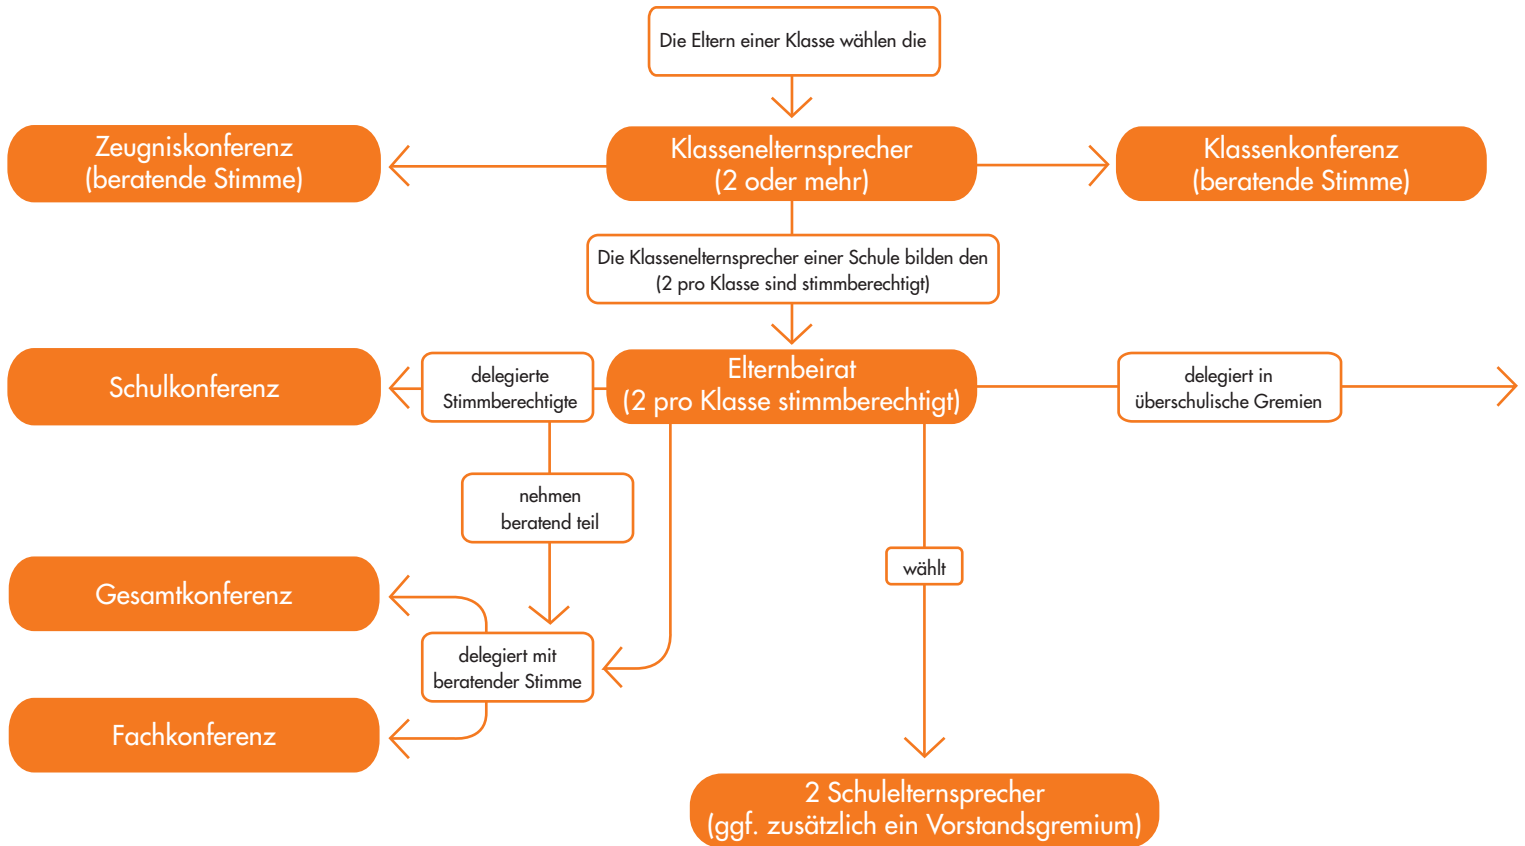 Die Eltern einer Klasse wählen die
Zeugniskonferenz
(beratende Stimme)
Klassenelternsprecher
(2 oder mehr)
Klassenkonferenz
(beratende Stimme)
Die Klassenelternsprecher einer Schule bilden den
(2 pro Klasse sind stimmberechtigt)
Schulkonferenz
delegierte
Stimmberechtigte
Elternbeirat
(2 pro Klasse stimmberechtigt)
delegiert in
überschulische Gremien
nehmen
beratend teil
wählt
Gesamtkonferenz
delegiert mit
beratender Stimme
Fachkonferenz
2 Schulelternsprecher
(ggf. zusätzlich ein Vorstandsgremium)